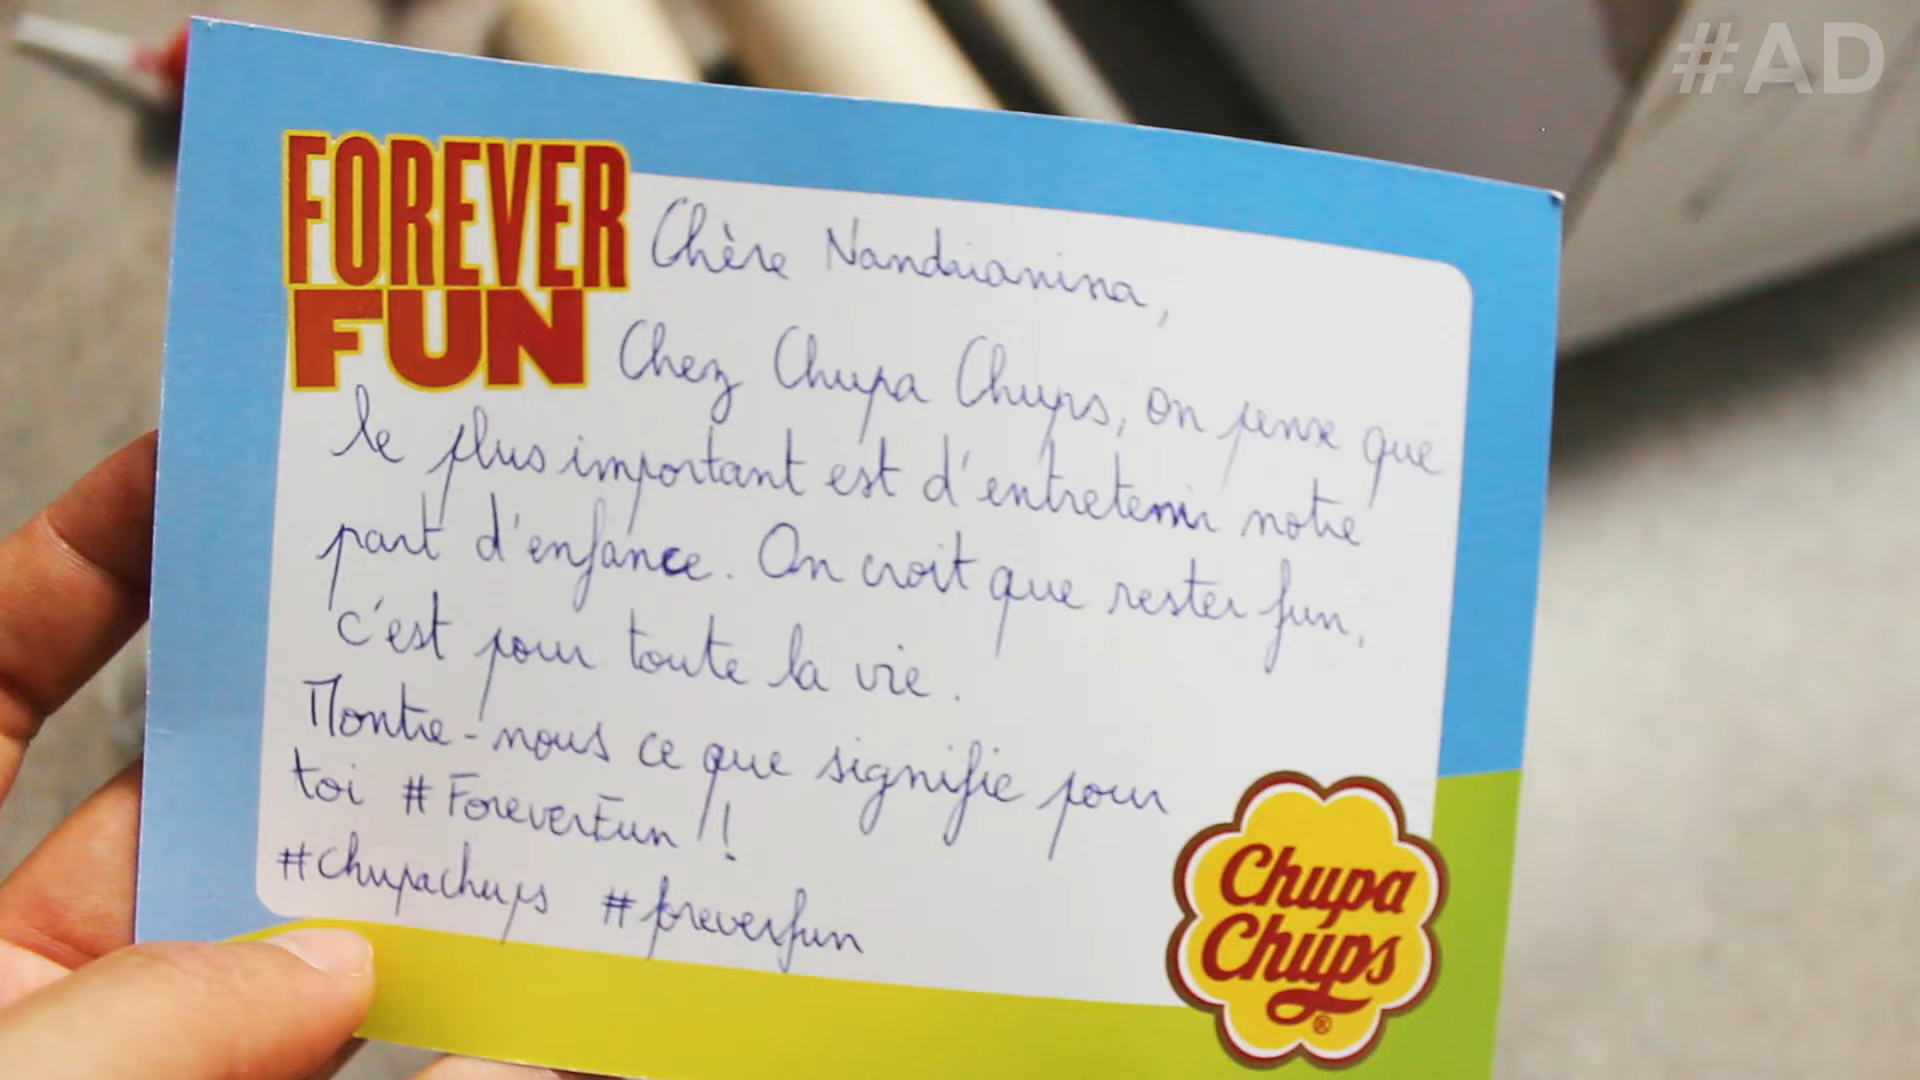 #AD
FOREVER
FUN
Chère Nandrianina,
Chez Chupa Chups, on pense que
le plus important est d'entretenir notre
part d'enfance. On croit que rester fun,
c'est pour toute la vie.
Montre-nous ce que signifie pour
toi #ForeverFun !!
#chupachups #foreverfun
Chupa
Chups
®